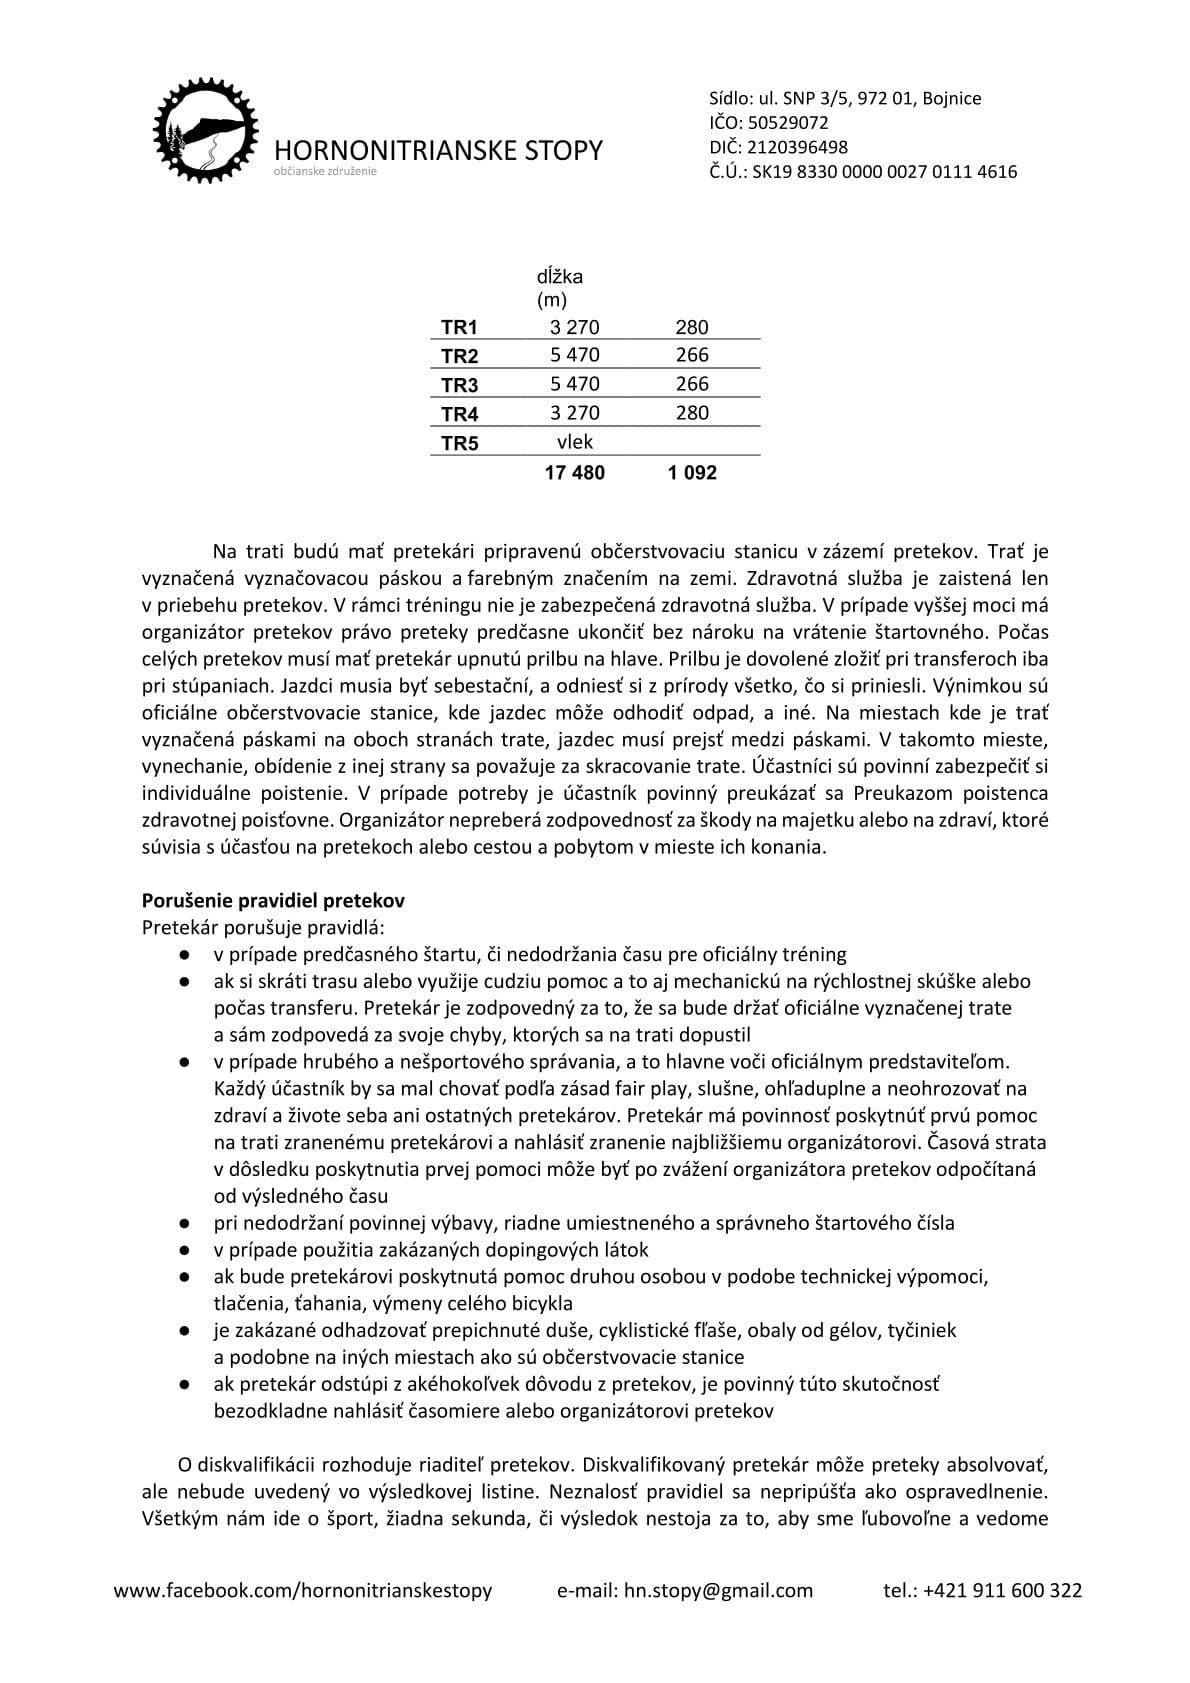 HORNONITRIANSKE STOPY
občianske združenie
Sídlo: ul. SNP 3/5, 972 01, Bojnice
IČO: 50529072
DIČ: 2120396498
Č.Ú.: SK19 8330 0000 0027 0111 4616
dĺžka
(m)
TR1 3 270 280
TR2 5 470 266
TR3 5 470 266
TR4 3 270 280
TR5 vlek
17 480 1 092
Na trati budú mať pretekári pripravenú občerstvovaciu stanicu v zázemí pretekov. Trať je
vyznačená vyznačovacou páskou a farebným značením na zemi. Zdravotná služba je zaistená len
v priebehu pretekov. V rámci tréningu nie je zabezpečená zdravotná služba. V prípade vyššej moci má
organizátor pretekov právo preteky predčasne ukončiť bez nároku na vrátenie štartovného. Počas
celých pretekov musí mať pretekár upnutú prilbu na hlave. Prilbu je dovolené zložiť pri transferoch iba
pri stúpaniach. Jazdci musia byť sebestační, a odniesť si z prírody všetko, čo si priniesli. Výnimkou sú
oficiálne občerstvovacie stanice, kde jazdec môže odhodiť odpad, a iné. Na miestach kde je trať
vyznačená páskami na oboch stranách trate, jazdec musí prejsť medzi páskami. V takomto mieste,
vynechanie, obídenie z inej strany sa považuje za skracovanie trate. Účastníci sú povinní zabezpečiť si
individuálne poistenie. V prípade potreby je účastník povinný preukázať sa Preukazom poistenca
zdravotnej poisťovne. Organizátor nepreberá zodpovednosť za škody na majetku alebo na zdraví, ktoré
súvisia s účasťou na pretekoch alebo cestou a pobytom v mieste ich konania.
Porušenie pravidiel pretekov
Pretekár porušuje pravidlá:
● v prípade predčasného štartu, či nedodržania času pre oficiálny tréning
● ak si skráti trasu alebo využije cudziu pomoc a to aj mechanickú na rýchlostnej skúške alebo
počas transferu. Pretekár je zodpovedný za to, že sa bude držať oficiálne vyznačenej trate
a sám zodpovedá za svoje chyby, ktorých sa na trati dopustil
● v prípade hrubého a nešportového správania, a to hlavne voči oficiálnym predstaviteľom.
Každý účastník by sa mal chovať podľa zásad fair play, slušne, ohľaduplne a neohrozovať na
zdraví a živote seba ani ostatných pretekárov. Pretekár má povinnosť poskytnúť prvú pomoc
na trati zranenému pretekárovi a nahlásiť zranenie najbližšiemu organizátorovi. Časová strata
v dôsledku poskytnutia prvej pomoci môže byť po zvážení organizátora pretekov odpočítaná
od výsledného času
● pri nedodržaní povinnej výbavy, riadne umiestneného a správneho štartového čísla
● v prípade použitia zakázaných dopingových látok
● ak bude pretekárovi poskytnutá pomoc druhou osobou v podobe technickej výpomoci,
tlačenia, ťahania, výmeny celého bicykla
● je zakázané odhadzovať prepichnuté duše, cyklistické fľaše, obaly od gélov, tyčiniek
a podobne na iných miestach ako sú občerstvovacie stanice
● ak pretekár odstúpi z akéhokoľvek dôvodu z pretekov, je povinný túto skutočnosť
bezodkladne nahlásiť časomiere alebo organizátorovi pretekov
O diskvalifikácii rozhoduje riaditeľ pretekov. Diskvalifikovaný pretekár môže preteky absolvovať,
ale nebude uvedený vo výsledkovej listine. Neznalosť pravidiel sa nepripúšťa ako ospravedlnenie.
Všetkým nám ide o šport, žiadna sekunda, či výsledok nestoja za to, aby sme ľubovoľne a vedome
www.facebook.com/hornonitrianskestopy e-mail: hn.stopy@gmail.com tel.: +421 911 600 322